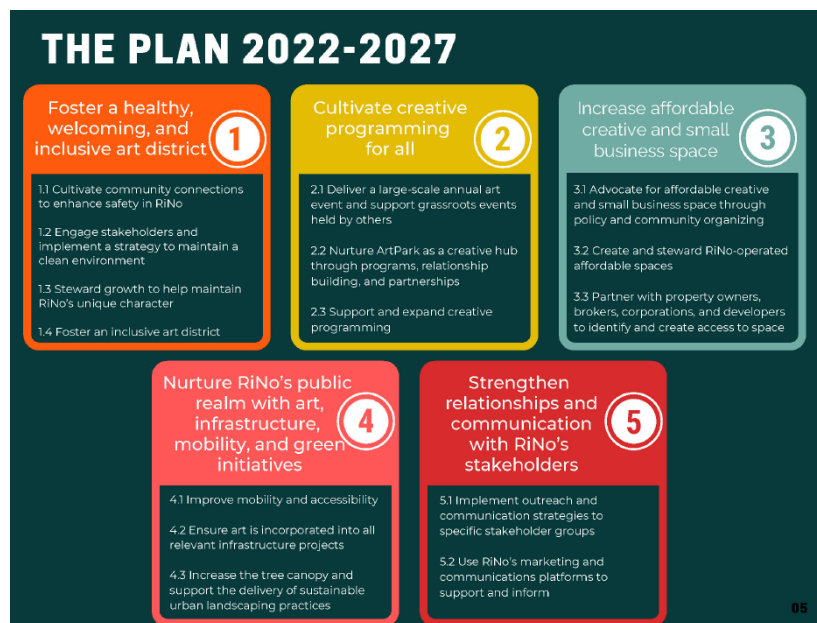 THE PLAN 2022-2027
Foster a healthy,
welcoming, and
inclusive art district
1
1.1 Cultivate community connections
to enhance safety in RiNo
1.2 Engage stakeholders and
implement a strategy to maintain a
clean environment
1.3 Steward growth to help maintain
RiNo's unique character
1.4 Foster an inclusive art district
Cultivate creative
programming
for all
2
2.1 Deliver a large-scale annual art
event and support grassroots events
held by others
2.2 Nurture ArtPark as a creative hub
through programs, relationship
building, and partnerships
2.3 Support and expand creative
programming
Increase affordable
creative and small
business space
3
3.1 Advocate for affordable creative
and small business space through
policy and community organizing
3.2 Create and steward RiNo-operated
affordable spaces
3.3 Partner with property owners,
brokers, corporations, and developers
to identify and create access to space
Nurture RiNo's public
realm with art,
infrastructure,
mobility, and green
initiatives
4
4.1 Improve mobility and accessibility
4.2 Ensure art is incorporated into all
relevant infrastructure projects
4.3 Increase the tree canopy and
support the delivery of sustainable
urban landscaping practices
Strengthen
relationships and
communication
with RiNo's
stakeholders
5
5.1 Implement outreach and
communication strategies to
specific stakeholder groups
5.2 Use RiNo's marketing and
communications platforms to
support and inform
05